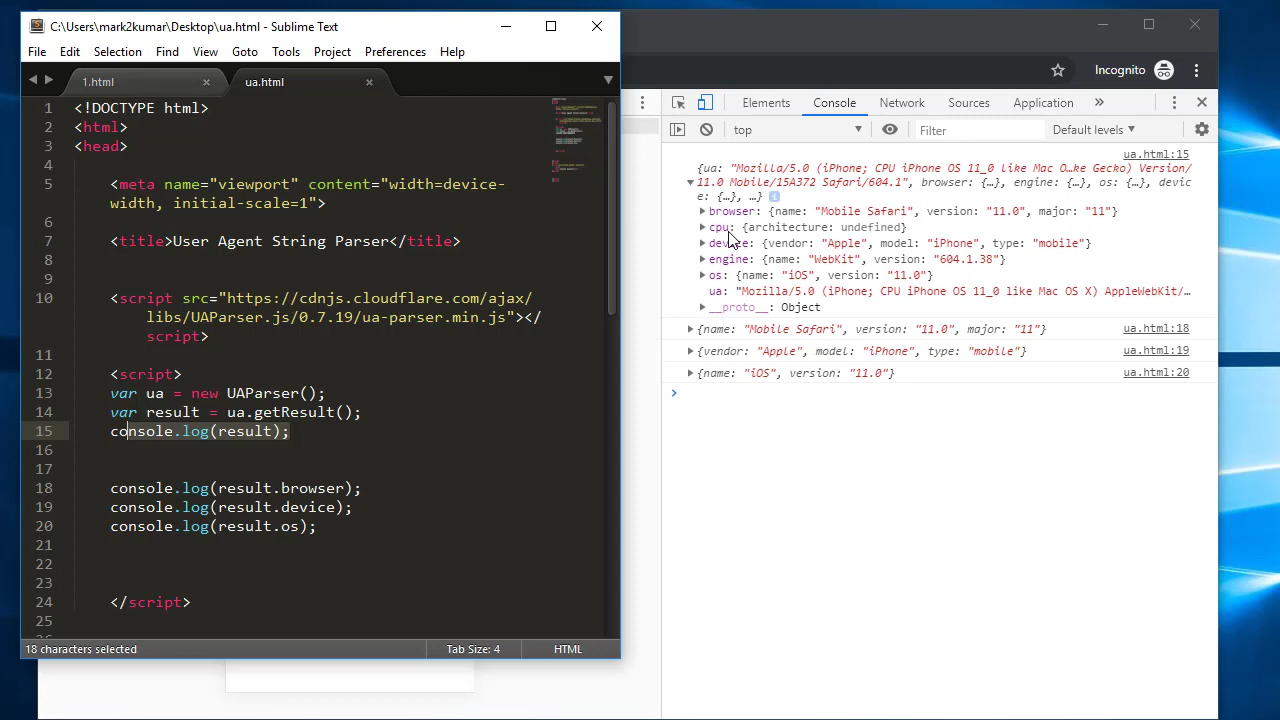 C:\Users\mark2kumar\Desktop\ua.html - Sublime Text
File Edit Selection Find View Goto Tools Project Preferences Help
1.html
ua.html
1 <!DOCTYPE html>
2 <html>
3 <head>
4
5 <meta name="viewport" content="width=device-
width, initial-scale=1">
6
7 <title>User Agent String Parser</title>
8
9
10 <script src="https://cdnjs.cloudflare.com/ajax/
libs/UAParser.js/0.7.19/ua-parser.min.js"></
script>
11
12 <script>
13 var ua = new UAParser();
14 var result = ua.getResult();
15 console.log(result);
16
17
18 console.log(result.browser);
19 console.log(result.device);
20 console.log(result.os);
21
22
23
24 </script>
25
18 characters selected
Tab Size: 4
HTML
Incognito
Elements Console Network Sources Application »
top
Filter
Default levels
ua.html:15
{ua: "Mozilla/5.0 (iPhone; CPU iPhone OS 11_0 like Mac O…ke Gecko) Version/
11.0 Mobile/15A372 Safari/604.1", browser: {…}, engine: {…}, os: {…}, devic
e: {…}, …} i
browser: {name: "Mobile Safari", version: "11.0", major: "11"}
cpu: {architecture: undefined}
device: {vendor: "Apple", model: "iPhone", type: "mobile"}
engine: {name: "WebKit", version: "604.1.38"}
os: {name: "iOS", version: "11.0"}
ua: "Mozilla/5.0 (iPhone; CPU iPhone OS 11_0 like Mac OS X) AppleWebKit/…
__proto__: Object
{name: "Mobile Safari", version: "11.0", major: "11"} ua.html:18
{vendor: "Apple", model: "iPhone", type: "mobile"} ua.html:19
{name: "iOS", version: "11.0"} ua.html:20